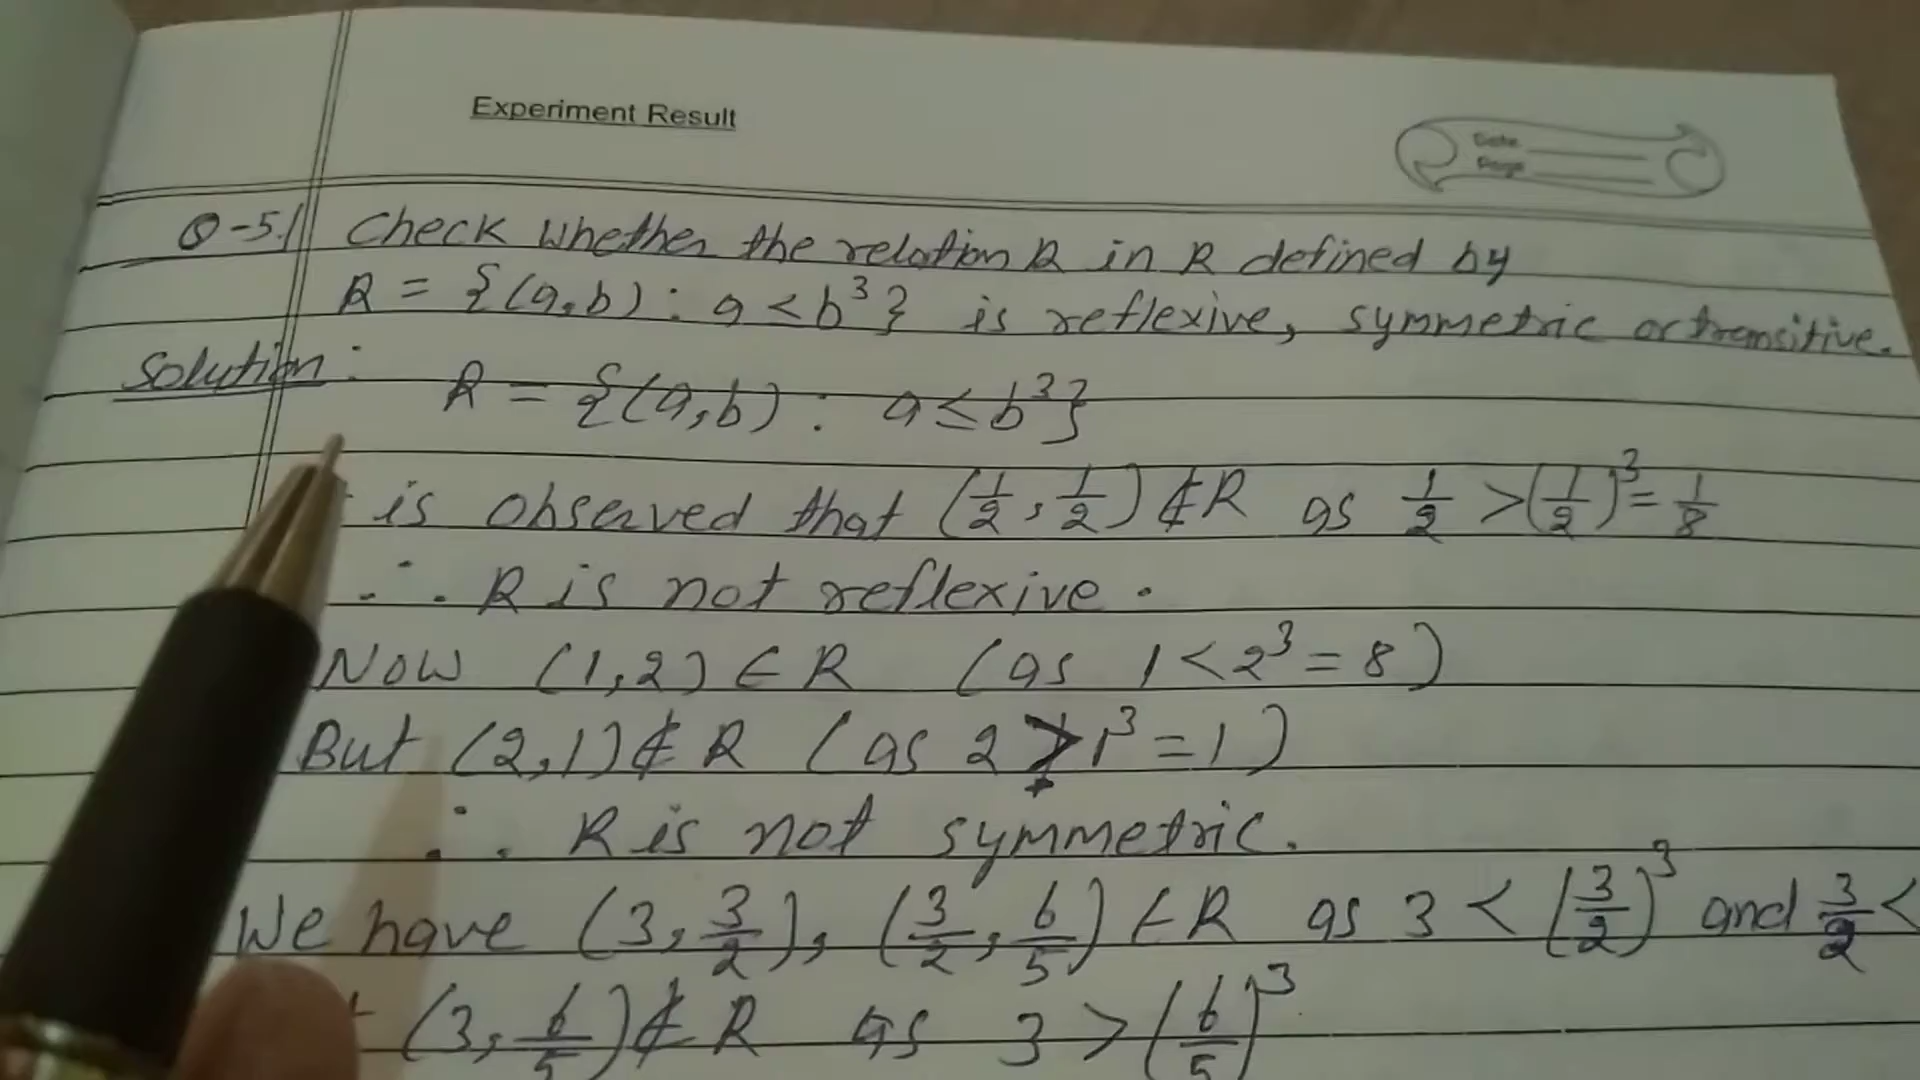 Experiment Result
Date
Page
Q-5. Check whether the relation R in R defined by
R = {(a,b) : a < b³} is reflexive, symmetric or transitive.
Solution: R = {(a,b) : a ≤ b³}
is observed that (1/2, 1/2) ∉ R as 1/2 > (1/2)³ = 1/8
∴ R is not reflexive.
Now (1,2) ∈ R (as 1 < 2³ = 8)
But (2,1) ∉ R (as 2 > 1³ = 1)
∴ R is not symmetric.
We have (3, 3/2), (3/2, 6/5) ∈ R as 3 < (3/2)³ and 3/2 <
(3, 6/5) ∉ R as 3 > (6/5)³